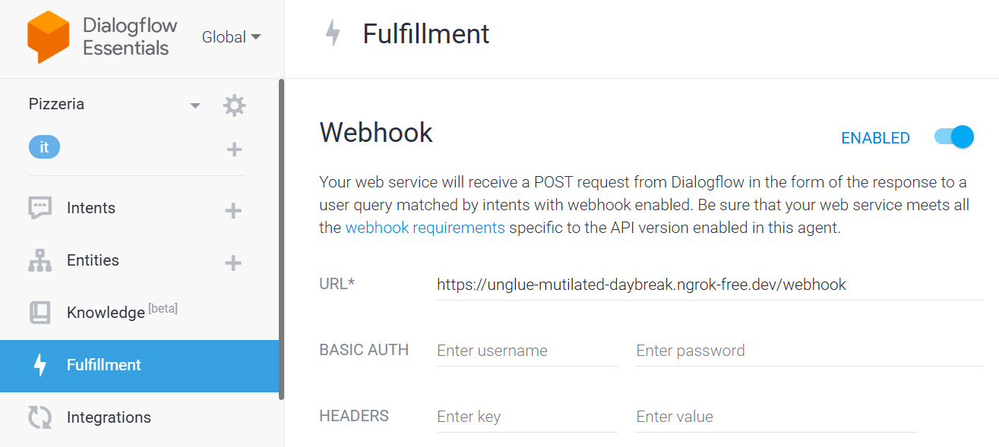 Dialogflow
Essentials
Global
Fulfillment
Pizzeria
it
Intents
Entities
Knowledge [beta]
Fulfillment
Integrations
Webhook
ENABLED
Your web service will receive a POST request from Dialogflow in the form of the response to a
user query matched by intents with webhook enabled. Be sure that your web service meets all
the webhook requirements specific to the API version enabled in this agent.
URL* https://unglue-mutilated-daybreak.ngrok-free.dev/webhook
BASIC AUTH Enter username Enter password
HEADERS Enter key Enter value